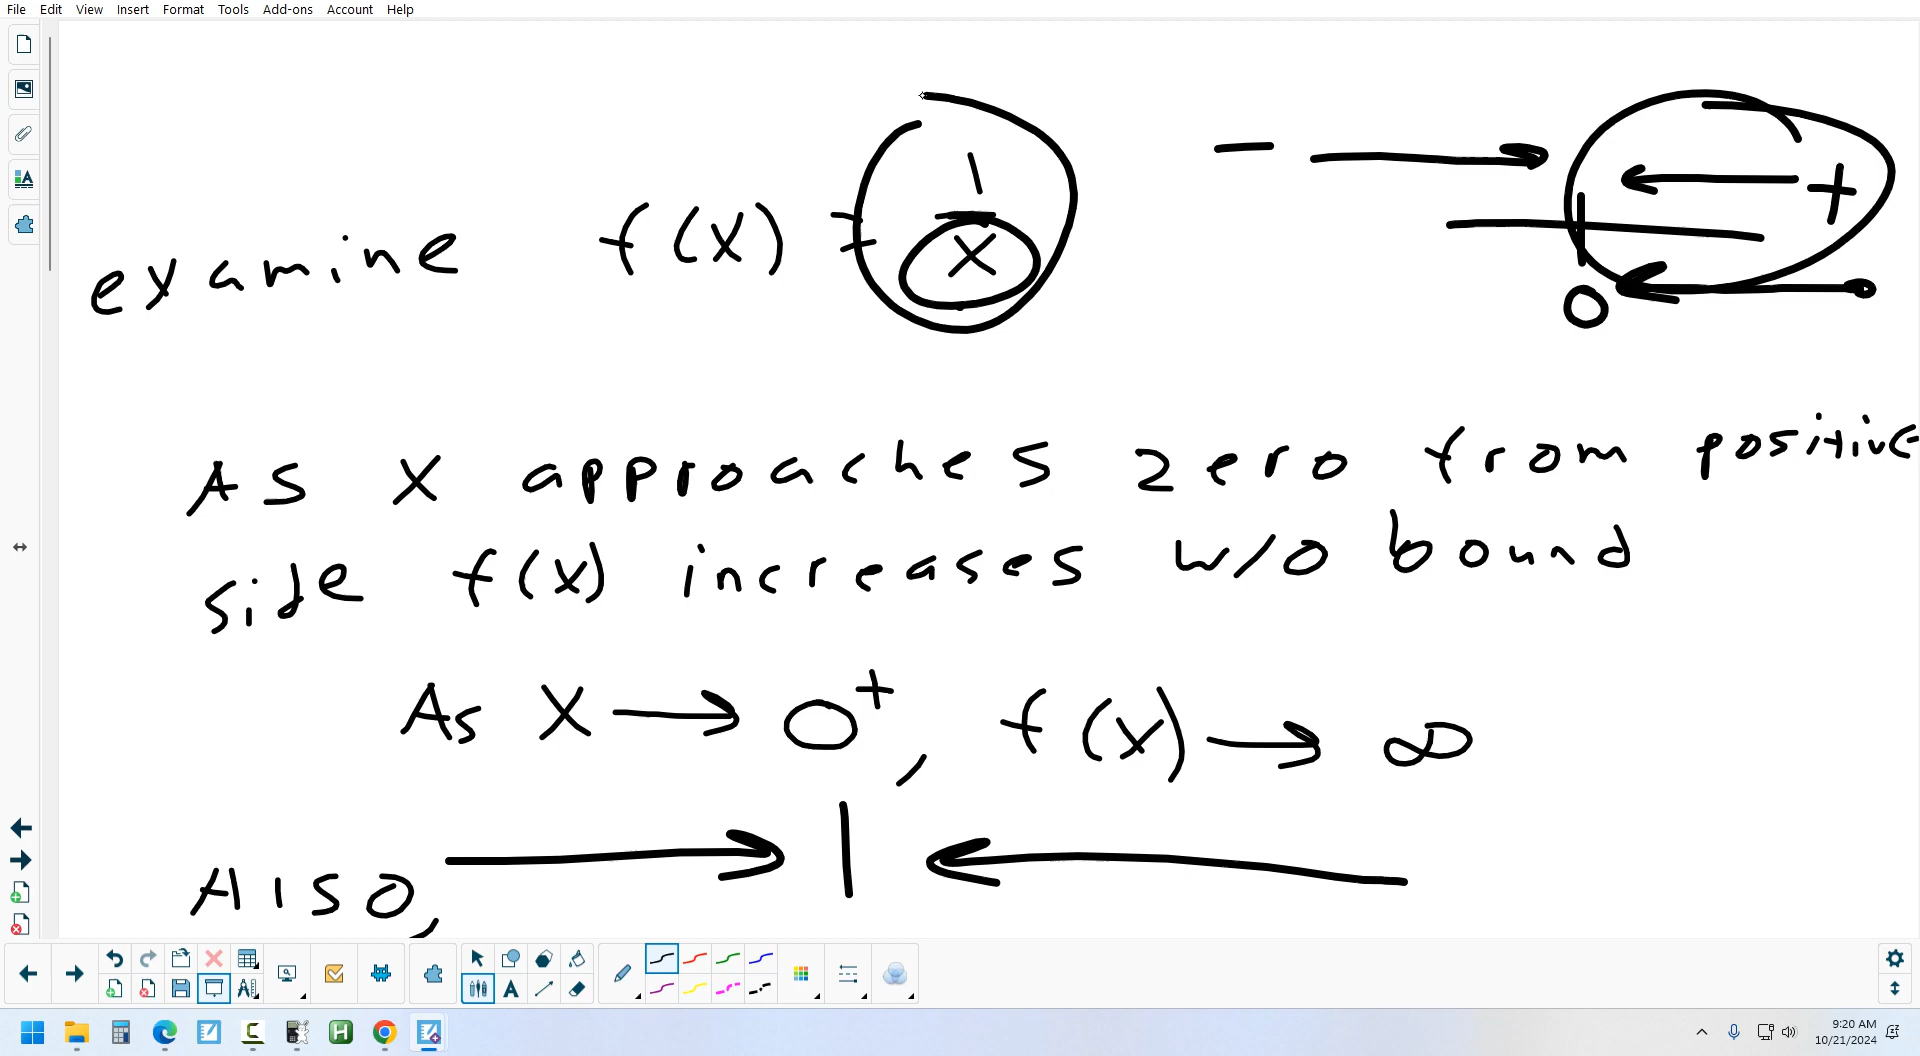 File Edit View Insert Format Tools Add-ons Account Help
examine f(x) = 1/x
− +
0
As x approaches zero from positive
side f(x) increases w/o bound
As x → 0⁺, f(x) → ∞
Also,
9:20 AM
10/21/2024